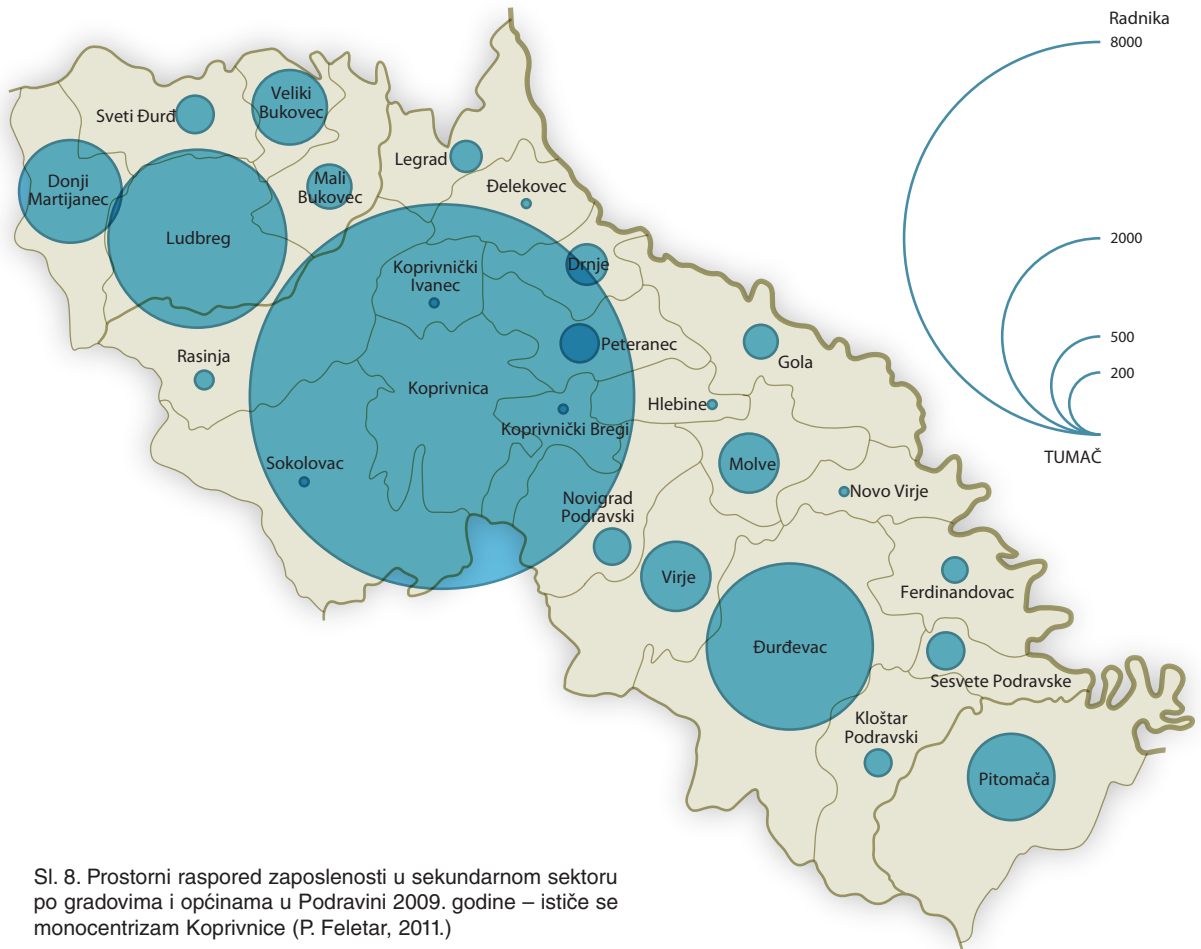 Radnika
8000
2000
500
200
TUMAČ
Sveti Đurđ
Veliki
Bukovec
Donji
Martijanec
Mali
Bukovec
Legrad
Đelekovec
Ludbreg
Koprivnički
Ivanec
Drnje
Peteranec
Gola
Rasinja
Koprivnica
Hlebine
Koprivnički Bregi
Sokolovac
Molve
Novigrad
Podravski
Novo Virje
Virje
Ferdinandovac
Đurđevac
Sesvete Podravske
Kloštar
Podravski
Pitomača
Sl. 8. Prostorni raspored zaposlenosti u sekundarnom sektoru
po gradovima i općinama u Podravini 2009. godine – ističe se
monocentrizam Koprivnice (P. Feletar, 2011.)